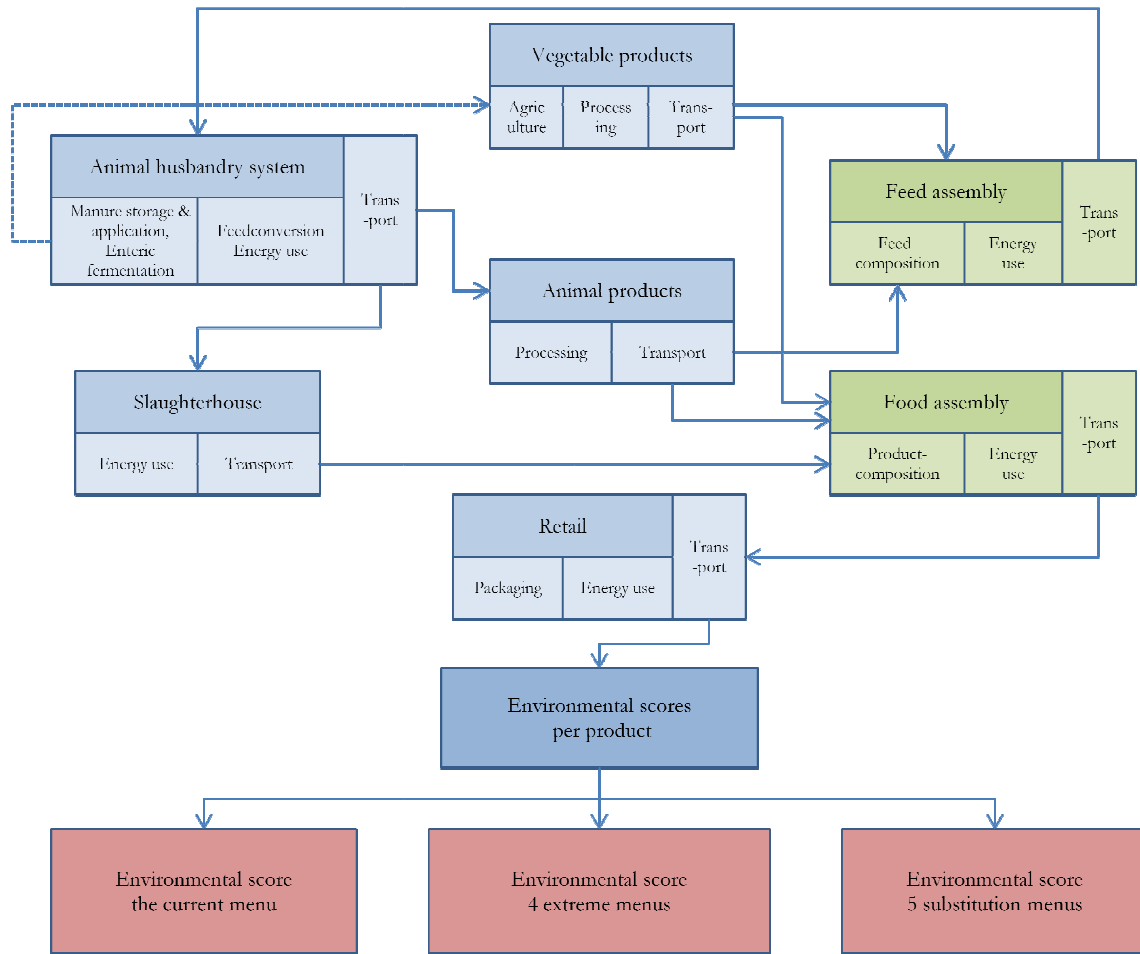 Vegetable products
Agric
ulture
Process
ing
Trans-
port
Animal husbandry system
Trans
-port
Manure storage &
application,
Enteric
fermentation
Feedconversion
Energy use
Feed assembly
Trans
-port
Feed
composition
Energy
use
Animal products
Processing
Transport
Slaughterhouse
Energy use
Transport
Food assembly
Trans
-port
Product-
composition
Energy
use
Retail
Trans
-port
Packaging
Energy use
Environmental scores
per product
Environmental score
the current menu
Environmental score
4 extreme menus
Environmental score
5 substitution menus